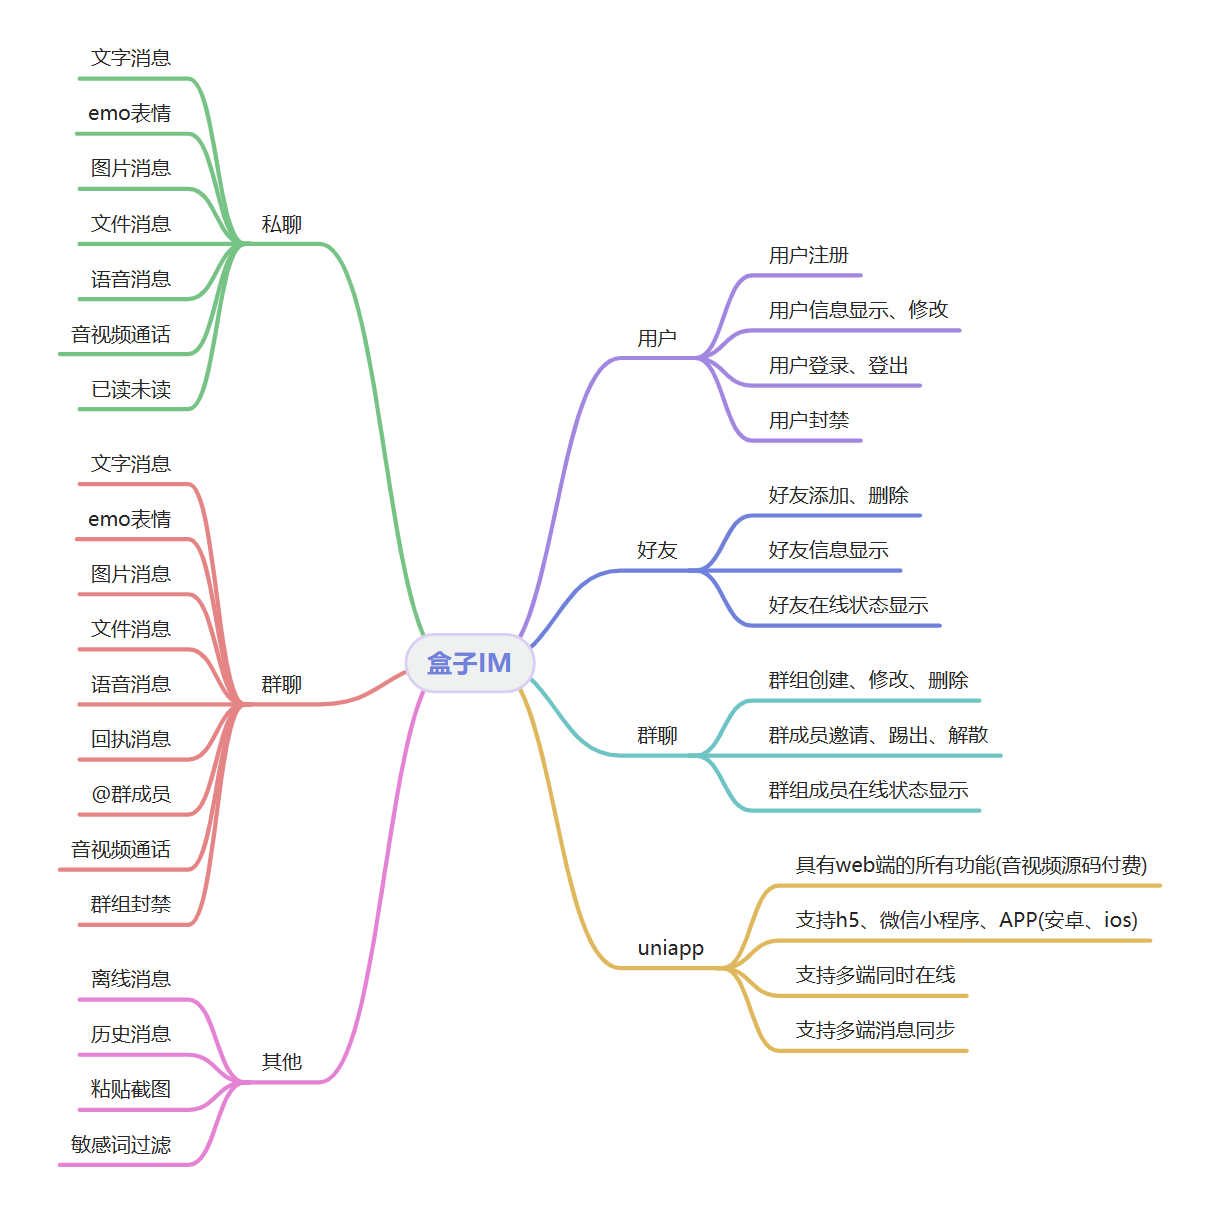 盒子IM
私聊
文字消息
emo表情
图片消息
文件消息
语音消息
音视频通话
已读未读
群聊
文字消息
emo表情
图片消息
文件消息
语音消息
回执消息
@群成员
音视频通话
群组封禁
其他
离线消息
历史消息
粘贴截图
敏感词过滤
用户
用户注册
用户信息显示、修改
用户登录、登出
用户封禁
好友
好友添加、删除
好友信息显示
好友在线状态显示
群聊
群组创建、修改、删除
群成员邀请、踢出、解散
群组成员在线状态显示
uniapp
具有web端的所有功能(音视频源码付费)
支持h5、微信小程序、APP(安卓、ios)
支持多端同时在线
支持多端消息同步